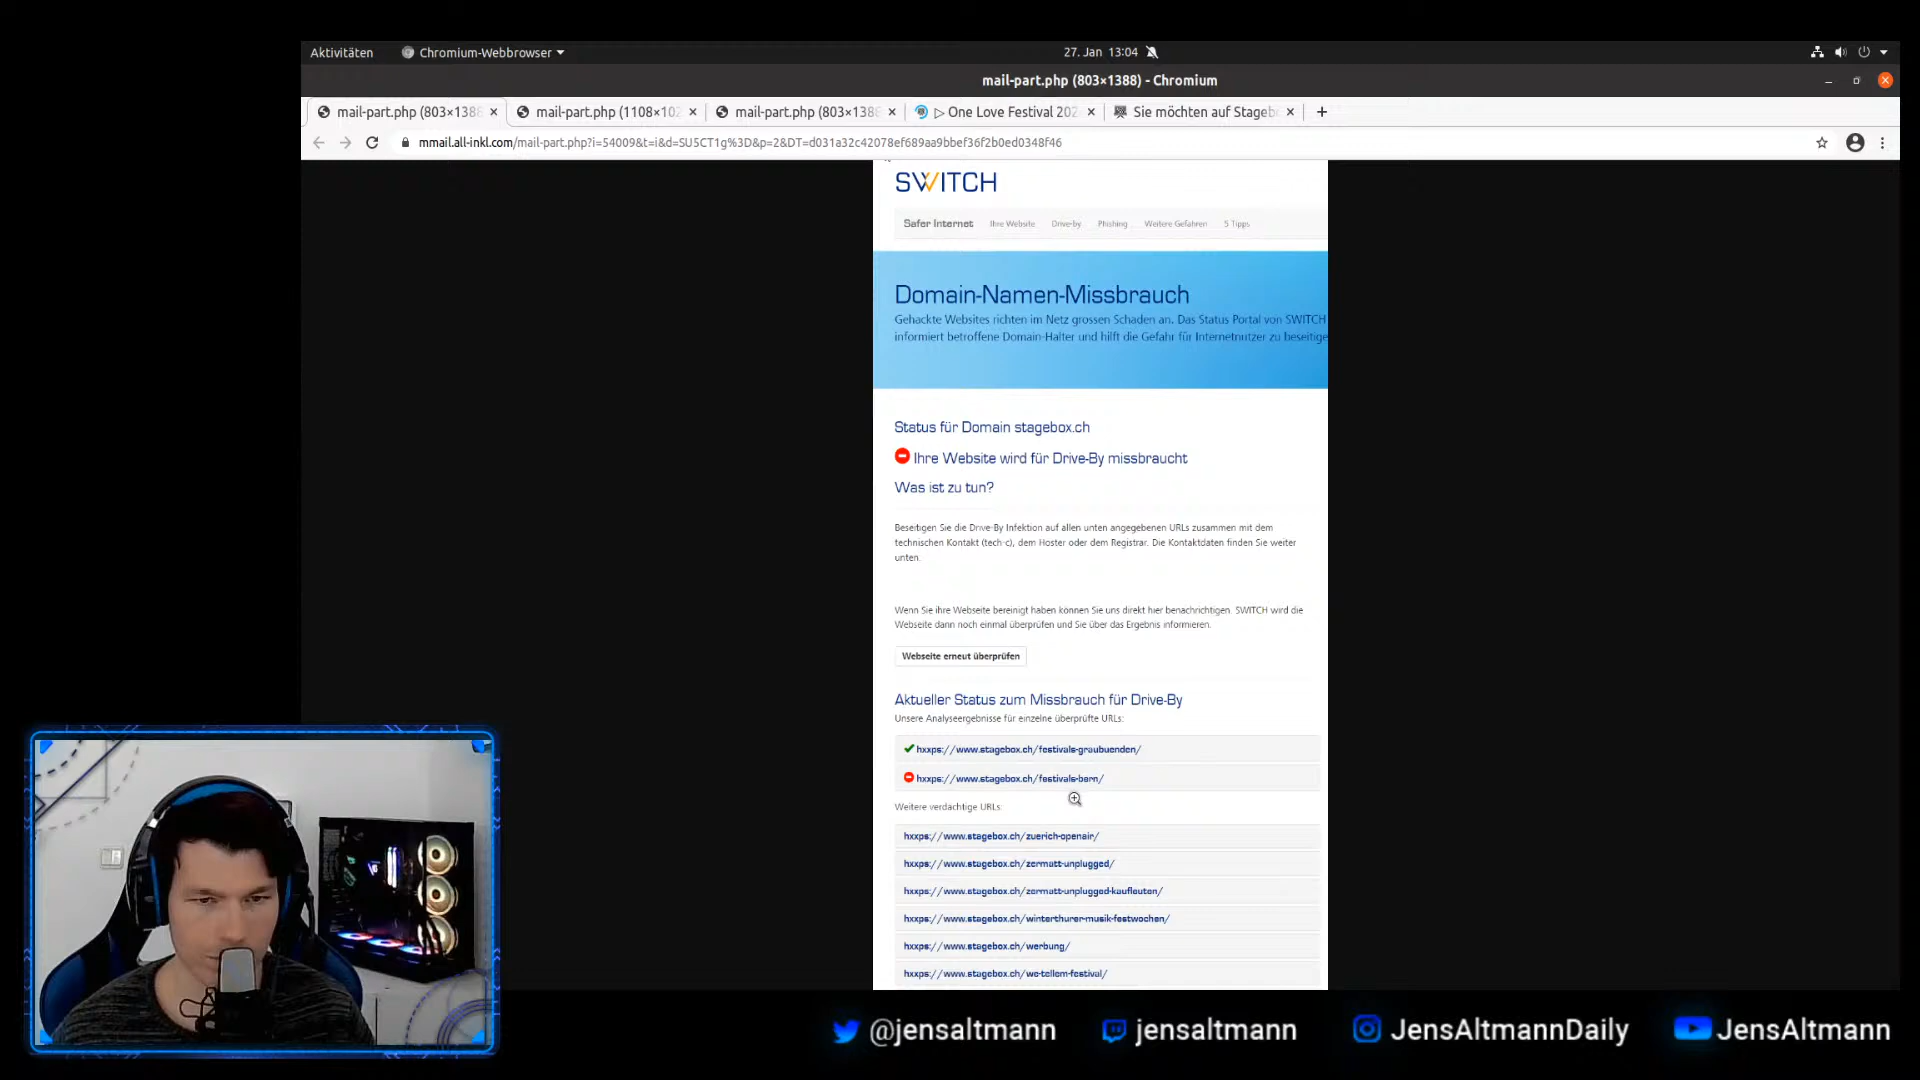 Aktivitäten
Chromium-Webbrowser
27. Jan 13:04
mail-part.php (803×1388) - Chromium
mail-part.php (803×1388
mail-part.php (1108×102
mail-part.php (803×1388
▷ One Love Festival 202
Sie möchten auf Stagebo
mmail.all-inkl.com/mail-part.php?i=54009&t=i&d=SU5CT1g%3D&p=2&DT=d031a32c42078ef689aa9bbef36f2b0ed0348f46
SWITCH
Safer Internet
Ihre Website
Drive-by
Phishing
Weitere Gefahren
5 Tipps
Domain-Namen-Missbrauch
Gehackte Websites richten im Netz grossen Schaden an. Das Status Portal von SWITCH
informiert betroffene Domain-Halter und hilft die Gefahr für Internetnutzer zu beseitige
Status für Domain stagebox.ch
Ihre Website wird für Drive-By missbraucht
Was ist zu tun?
Beseitigen Sie die Drive-By Infektion auf allen unten angegebenen URLs zusammen mit dem
technischen Kontakt (tech-c), dem Hoster oder dem Registrar. Die Kontaktdaten finden Sie weiter
unten.
Wenn Sie ihre Webseite bereinigt haben können Sie uns direkt hier benachrichtigen. SWITCH wird die
Webseite dann noch einmal überprüfen und Sie über das Ergebnis informieren.
Webseite erneut überprüfen
Aktueller Status zum Missbrauch für Drive-By
Unsere Analyseergebnisse für einzelne überprüfte URLs:
hxxps://www.stagebox.ch/festivals-graubuenden/
hxxps://www.stagebox.ch/festivals-bern/
Weitere verdächtige URLs:
hxxps://www.stagebox.ch/zuerich-openair/
hxxps://www.stagebox.ch/zermatt-unplugged/
hxxps://www.stagebox.ch/zermatt-unplugged-kaufleuten/
hxxps://www.stagebox.ch/winterthurer-musik-festwochen/
hxxps://www.stagebox.ch/werbung/
hxxps://www.stagebox.ch/we-tellem-festival/
@jensaltmann
jensaltmann
JensAltmannDaily
JensAltmann